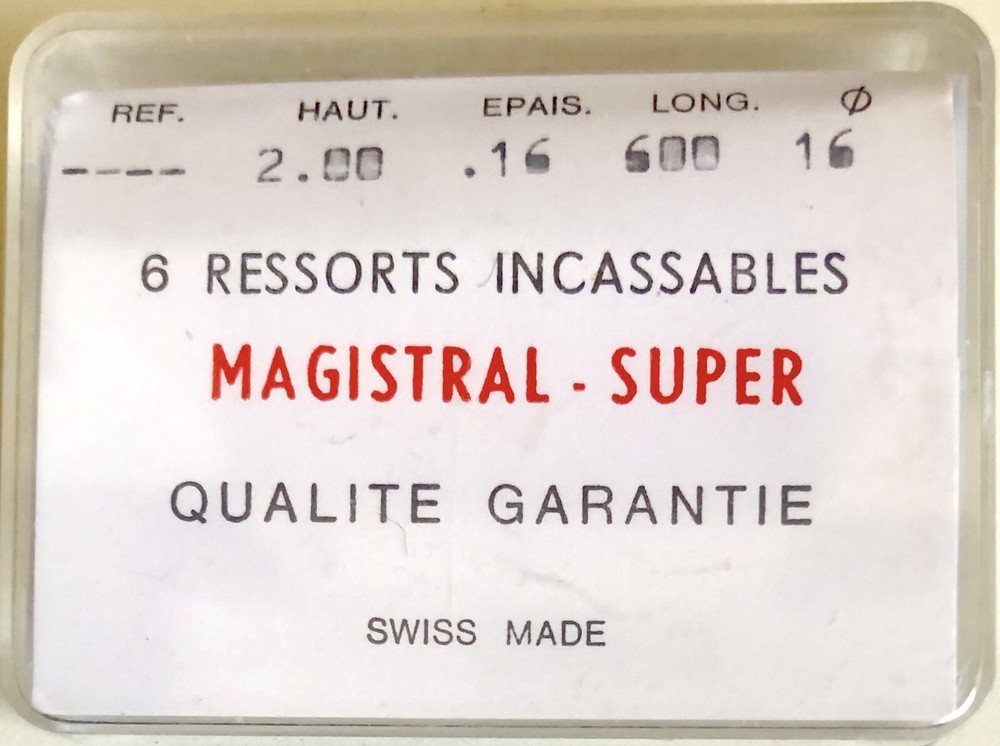 REF. HAUT. EPAIS. LONG. Ø
---- 2.00 .16 600 16
6 RESSORTS INCASSABLES
MAGISTRAL - SUPER
QUALITE GARANTIE
SWISS MADE